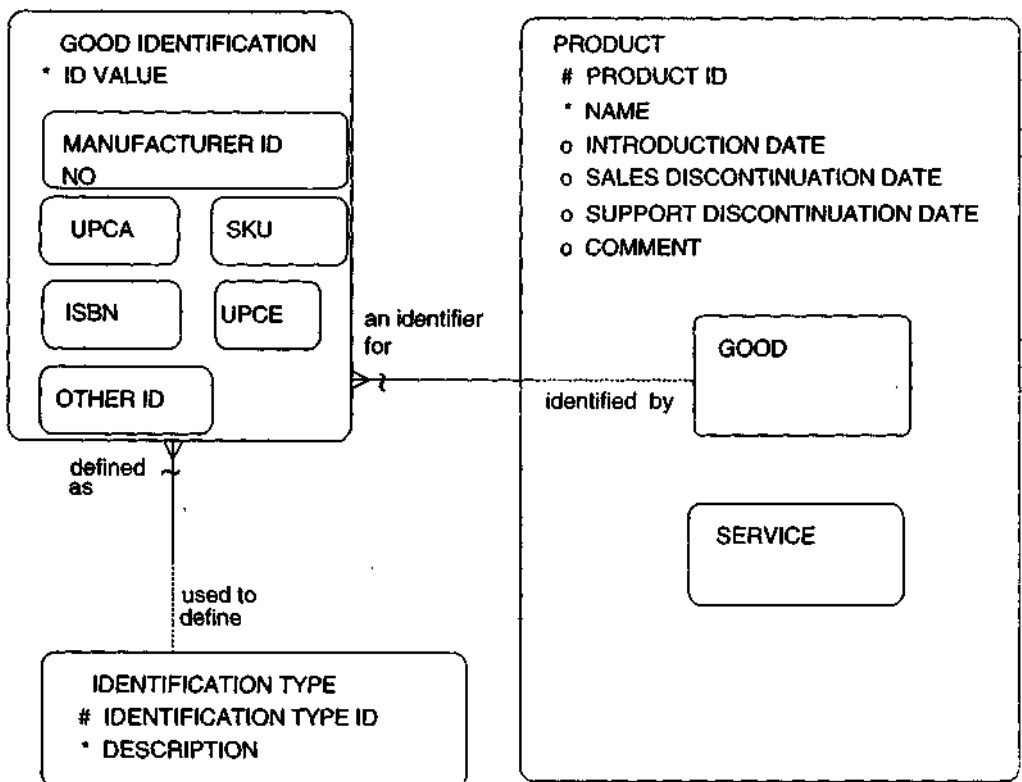 GOOD IDENTIFICATION
* ID VALUE
MANUFACTURER ID
NO
UPCA
SKU
ISBN
UPCE
OTHER ID
an identifier
for
identified by
defined
as
used to
define
IDENTIFICATION TYPE
# IDENTIFICATION TYPE ID
* DESCRIPTION
PRODUCT
# PRODUCT ID
* NAME
o INTRODUCTION DATE
o SALES DISCONTINUATION DATE
o SUPPORT DISCONTINUATION DATE
o COMMENT
GOOD
SERVICE